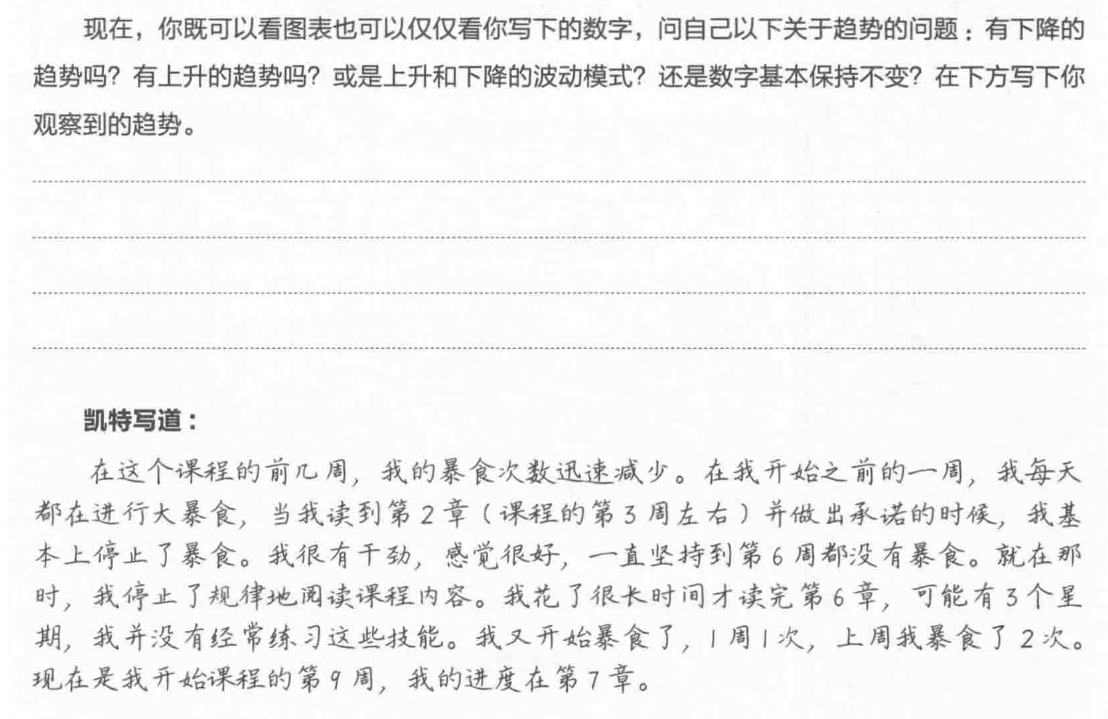 现在，你既可以看图表也可以仅仅看你写下的数字，问自己以下关于趋势的问题：有下降的
趋势吗？有上升的趋势吗？或是上升和下降的波动模式？还是数字基本保持不变？在下方写下你
观察到的趋势。
凯特写道：
在这个课程的前几周，我的暴食次数迅速减少。在我开始之前的一周，我每天
都在进行大暴食，当我读到第2章（课程的第3周左右）并做出承诺的时候，我基
本上停止了暴食。我很有干劲，感觉很好，一直坚持到第6周都没有暴食。就在那
时，我停止了规律地阅读课程内容。我花了很长时间才读完第6章，可能有3个星
期，我并没有经常练习这些技能。我又开始暴食了，1周1次，上周我暴食了2次。
现在是我开始课程的第9周，我的进度在第7章。